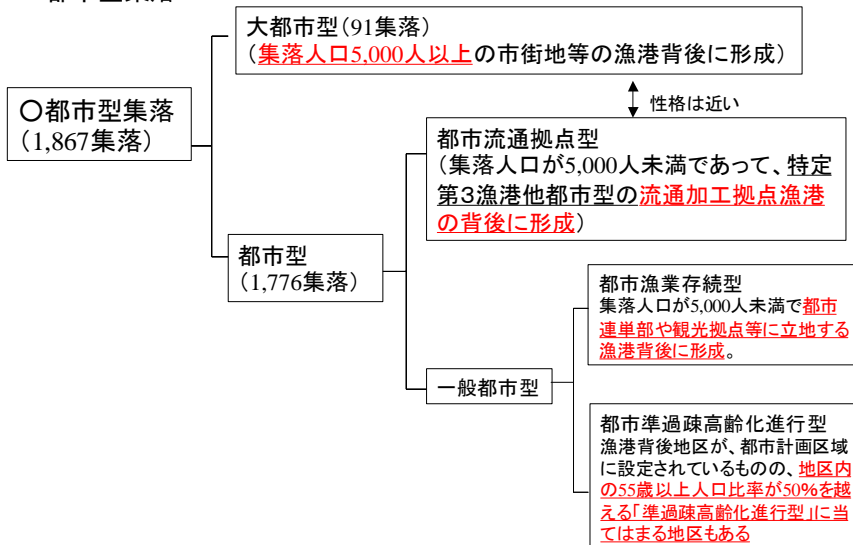 大都市型(91集落)
(集落人口5,000人以上の市街地等の漁港背後に形成)
〇都市型集落
(1,867集落)
性格は近い
都市流通拠点型
(集落人口が5,000人未満であって、特定
第3漁港他都市型の流通加工拠点漁港
の背後に形成)
都市型
(1,776集落)
都市漁業存続型
集落人口が5,000人未満で都市
連単部や観光拠点等に立地する
漁港背後に形成。
一般都市型
都市準過疎高齢化進行型
漁港背後地区が、都市計画区域
に設定されているものの、地区内
の55歳以上人口比率が50%を越
える「準過疎高齢化進行型」に当
てはまる地区もある